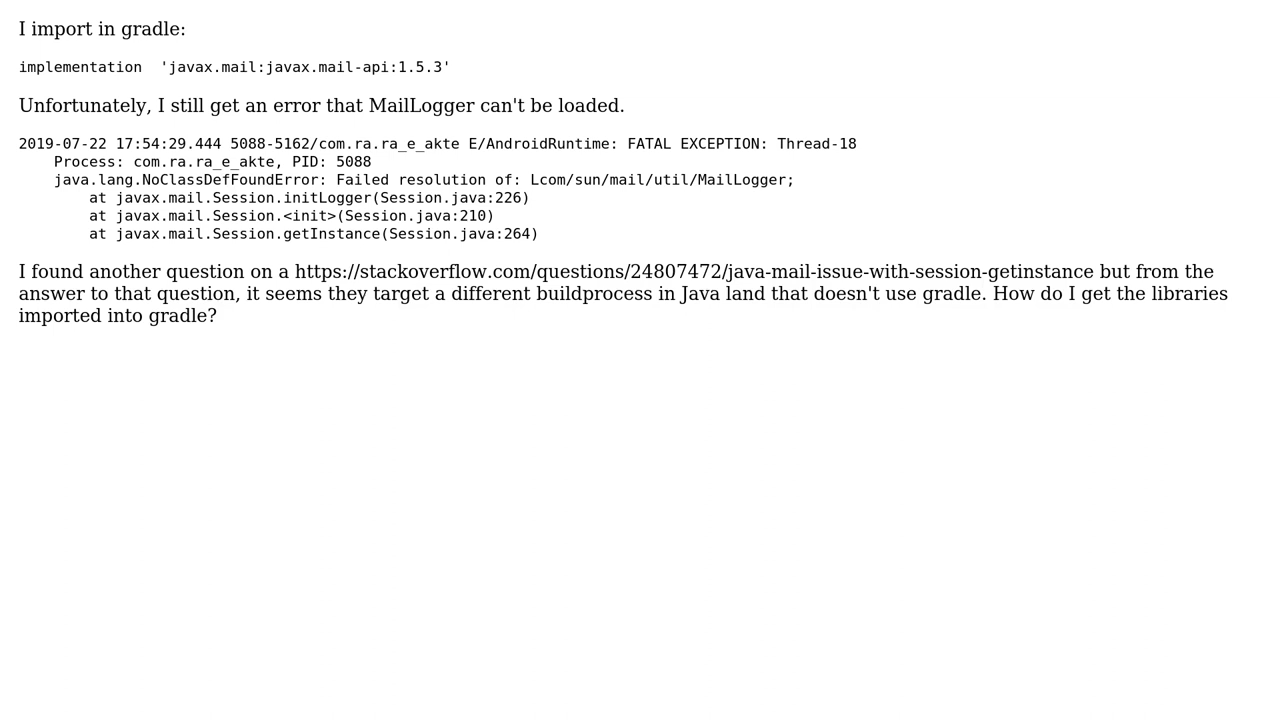 I import in gradle:
implementation  'javax.mail:javax.mail-api:1.5.3'
Unfortunately, I still get an error that MailLogger can't be loaded.
2019-07-22 17:54:29.444 5088-5162/com.ra.ra_e_akte E/AndroidRuntime: FATAL EXCEPTION: Thread-18
    Process: com.ra.ra_e_akte, PID: 5088
    java.lang.NoClassDefFoundError: Failed resolution of: Lcom/sun/mail/util/MailLogger;
        at javax.mail.Session.initLogger(Session.java:226)
        at javax.mail.Session.<init>(Session.java:210)
        at javax.mail.Session.getInstance(Session.java:264)
I found another question on a https://stackoverflow.com/questions/24807472/java-mail-issue-with-session-getinstance but from the
answer to that question, it seems they target a different buildprocess in Java land that doesn't use gradle. How do I get the libraries
imported into gradle?